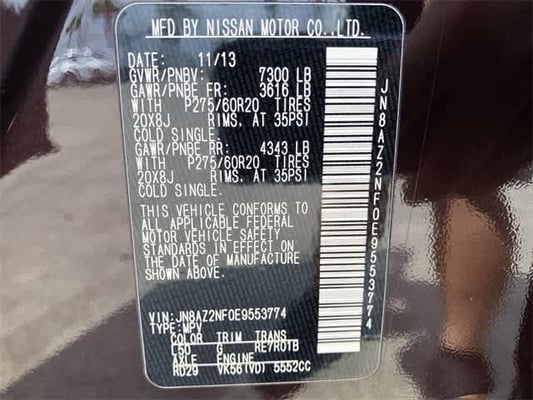 MFD BY NISSAN MOTOR CO.,LTD.
DATE: 11/13
GVWR/PNBV: 7300 LB
GAWR/PNBE FR: 3616 LB
WITH P275/60R20 TIRES
20X8J RIMS, AT 35PSI
COLD SINGLE.
GAWR/PNBE RR: 4343 LB
WITH P275/60R20 TIRES
20X8J RIMS, AT 35PSI
COLD SINGLE.
THIS VEHICLE CONFORMS TO
ALL APPLICABLE FEDERAL
MOTOR VEHICLE SAFETY
STANDARDS IN EFFECT ON
THE DATE OF MANUFACTURE
SHOWN ABOVE.
VIN: JN8AZ2NF0E9553774
TYPE: MPV
COLOR TRIM TRANS
L50 G RE7R01B
AXLE ENGINE
RD29 VK56(VD) 5552CC
JN8AZ2NF0E9553774